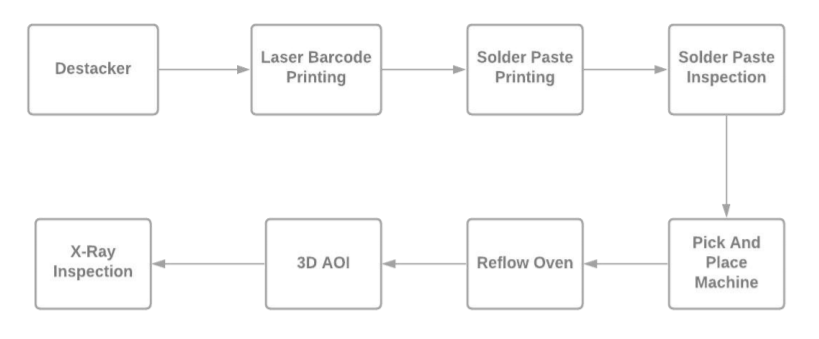 Destacker
Laser Barcode
Printing
Solder Paste
Printing
Solder Paste
Inspection
Pick And
Place
Machine
Reflow Oven
3D AOI
X-Ray
Inspection